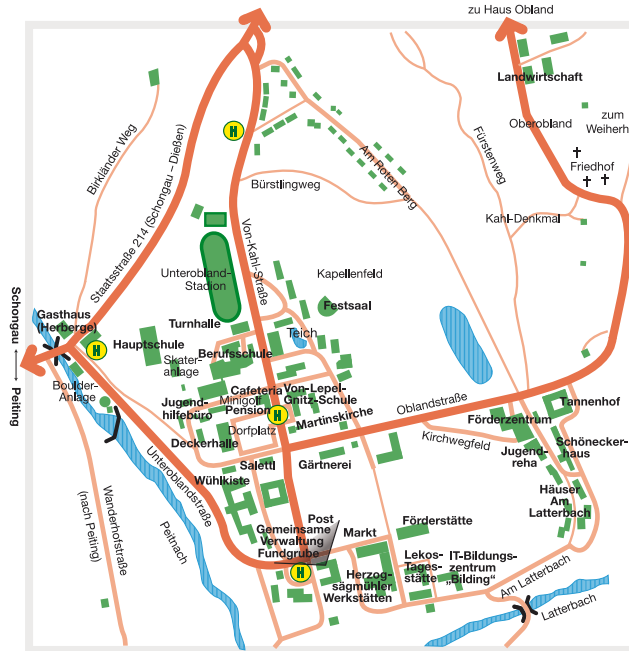 zu Haus Obland
Landwirtschaft
Oberobland
zum
Weiherh
Friedhof
Birkländer Weg
Staatsstraße 214 (Schongau – Dießen)
H
Am Roten Berg
Fürstenweg
Bürstlingweg
Kahl-Denkmal
Von-Kahl-Straße
Unterobland-
Stadion
Kapellenfeld
Festsaal
Schongau
Peiting
Gasthaus
(Herberge)
H
Hauptschule
Turnhalle
Teich
Skater-
anlage
Berufsschule
Boulder-
Anlage
Jugend-
hilfebüro
Cafeteria
Minigolf
Pension
H
Von-Lepel-
Gnitz-Schule
Martinskirche
Dorfplatz
Deckerhalle
Oblandstraße
Kirchwegfeld
Förderzentrum
Tannenhof
Jugend-
reha
Schönecker-
haus
Salettl
Gärtnerei
Wühlkiste
Unteroblandstraße
Peitnach
Wanderhofstraße
(nach Peiting)
Häuser
Am
Lattenbach
Post
Gemeinsame
Verwaltung
Fundgrube
H
Markt
Förderstätte
Herzog-
sägmühler
Werkstätten
Lekos-
Tages-
stätte
IT-Bildungs-
zentrum
„Bilding"
Am Latterbach
Latterbach